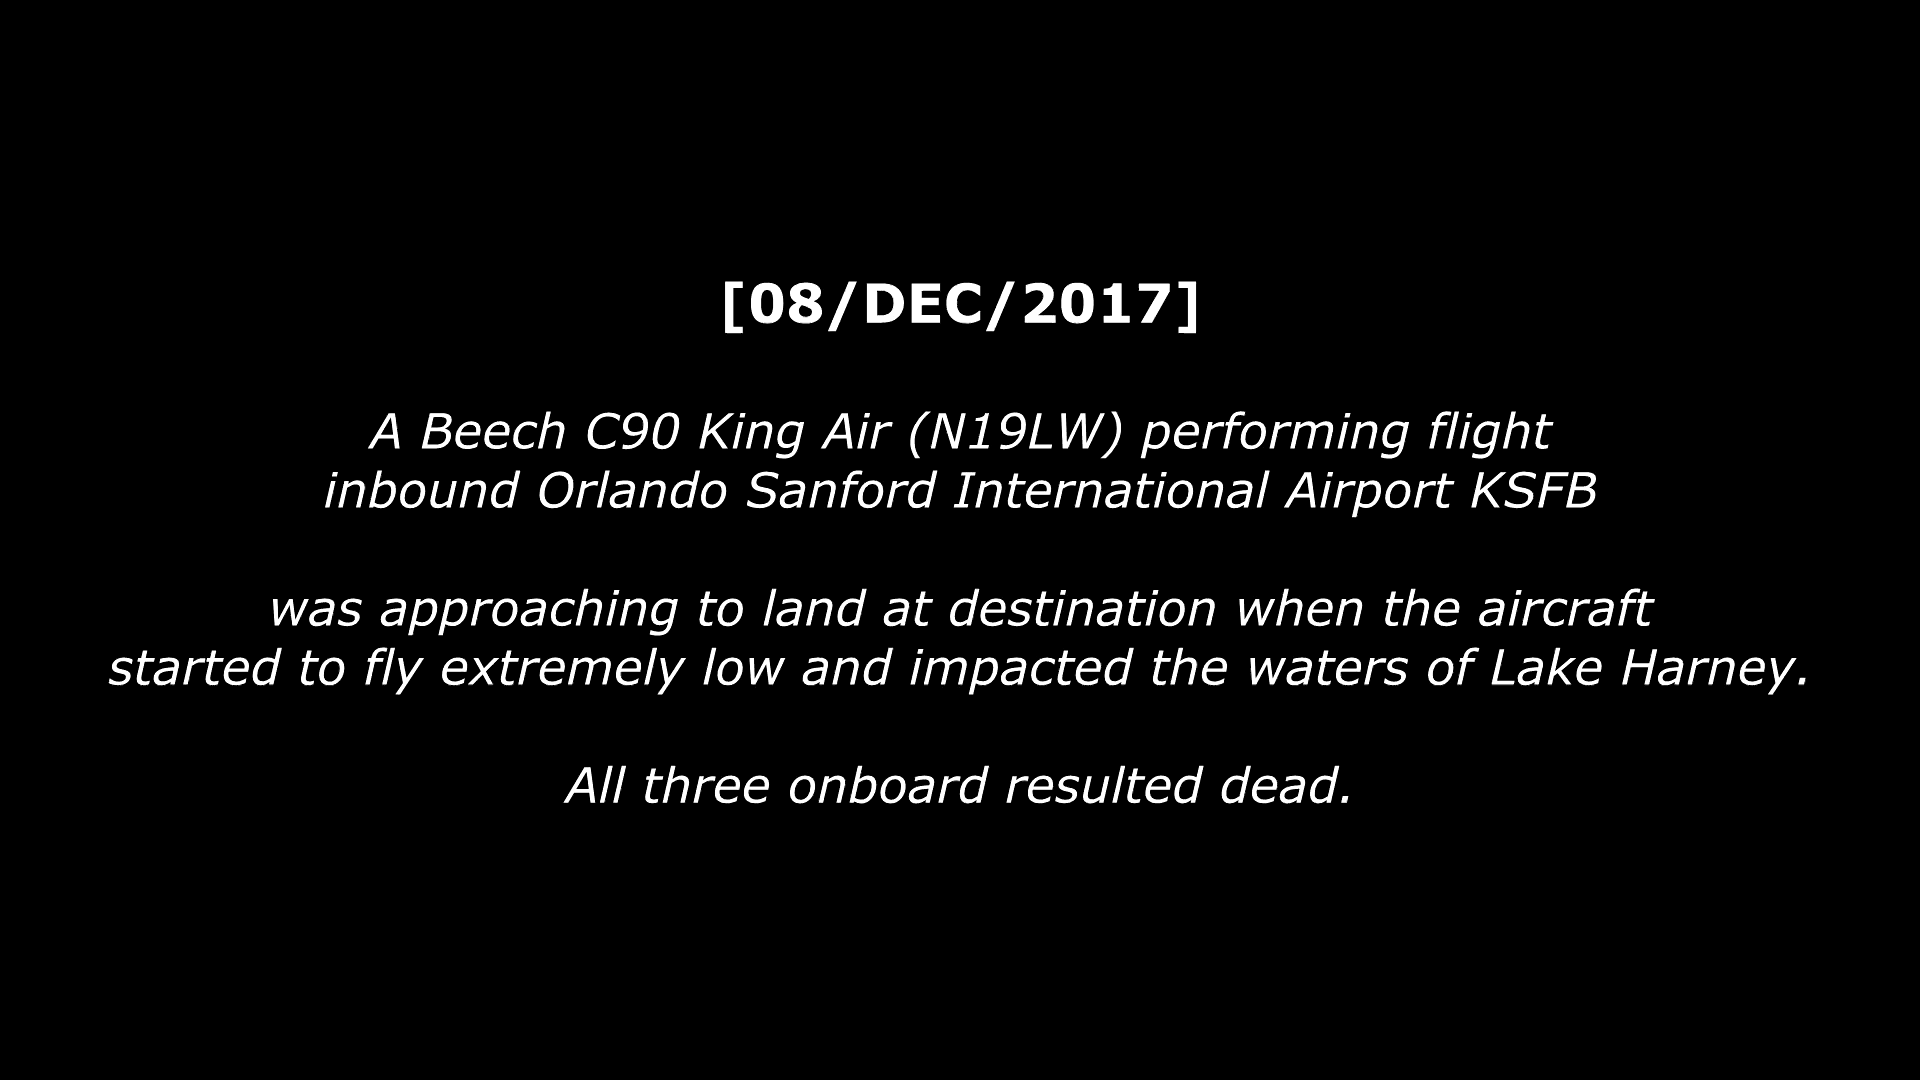 [08/DEC/2017]
A Beech C90 King Air (N19LW) performing flight
inbound Orlando Sanford International Airport KSFB
was approaching to land at destination when the aircraft
started to fly extremely low and impacted the waters of Lake Harney.
All three onboard resulted dead.